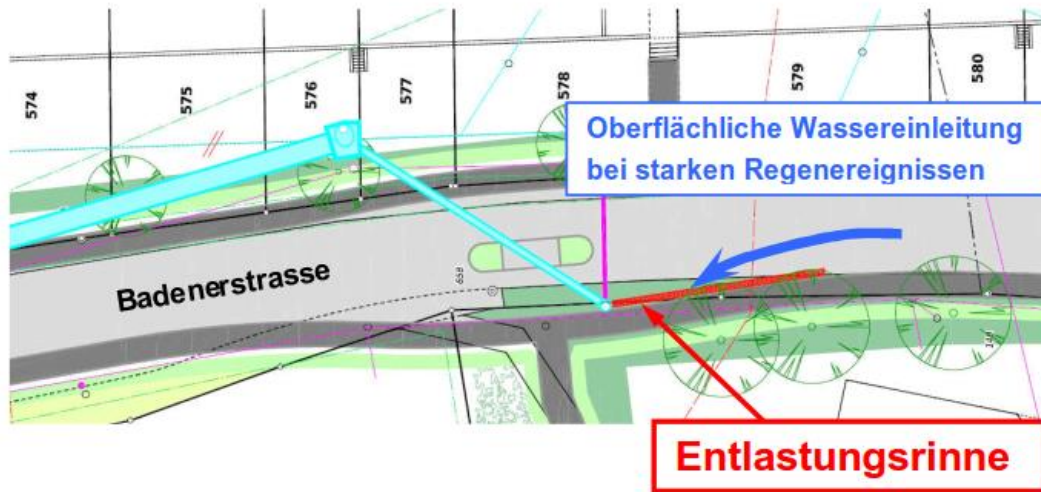 574
575
576
577
578
579
580
Oberflächliche Wassereinleitung
bei starken Regenereignissen
Badenerstrasse
658
Entlastungsrinne